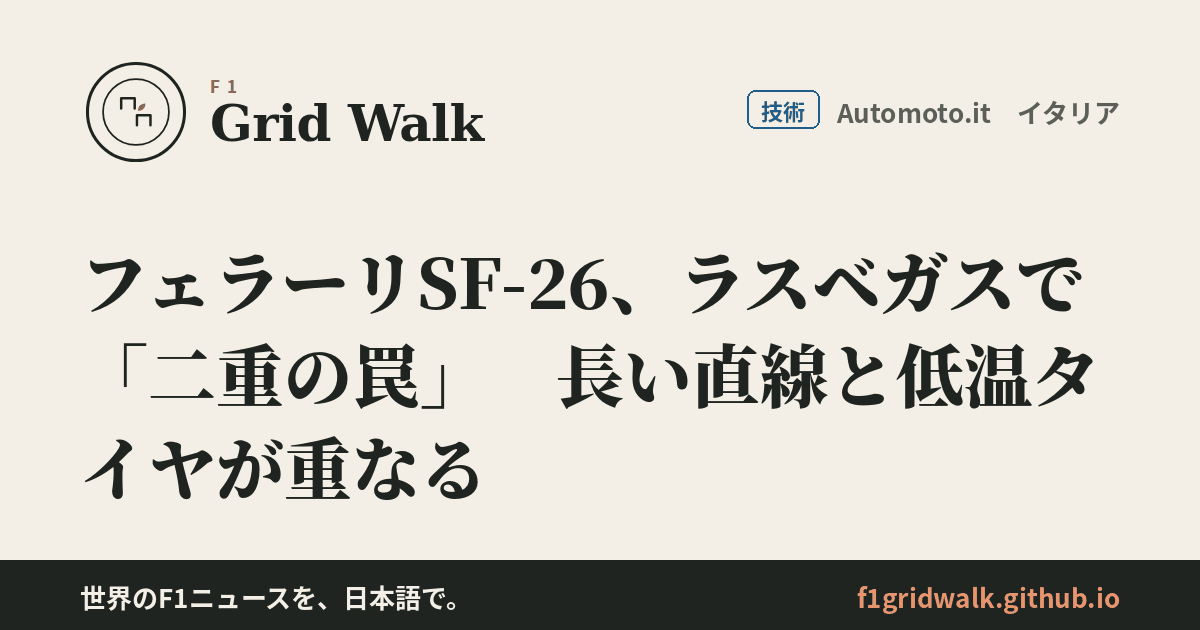 F1
Grid Walk
技術 Automoto.it イタリア
フェラーリSF-26、ラスベガスで
「二重の罠」　長い直線と低温タ
イヤが重なる
世界のF1ニュースを、日本語で。
f1gridwalk.github.io